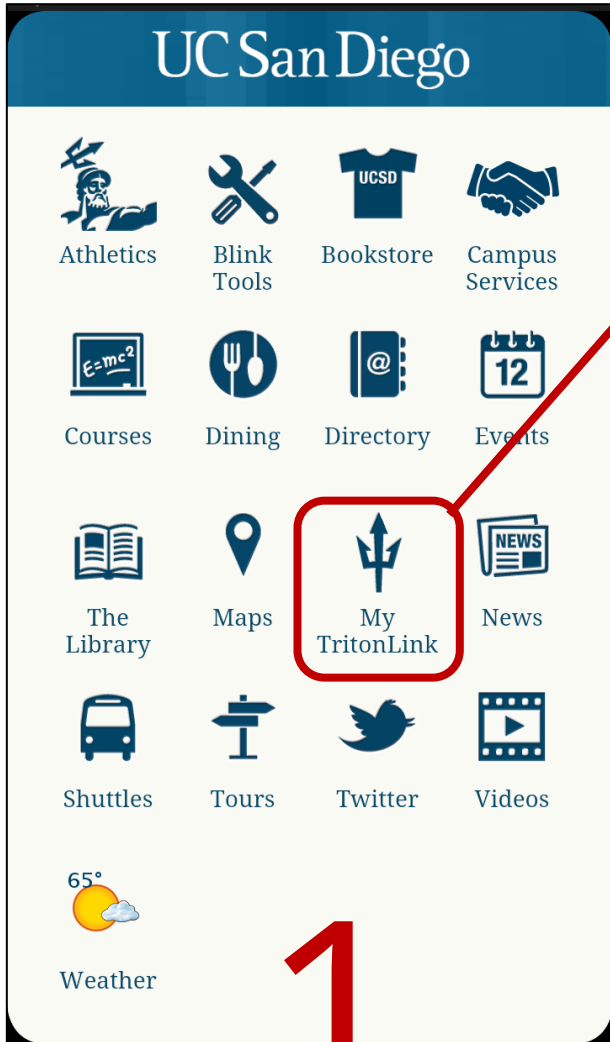 UC San Diego
UCSD
Athletics
Blink
Tools
Bookstore
Campus
Services
E=mc²
@
12
Courses
Dining
Directory
Events
NEWS
The
Library
Maps
My
TritonLink
News
Shuttles
Tours
Twitter
Videos
65°
Weather
1